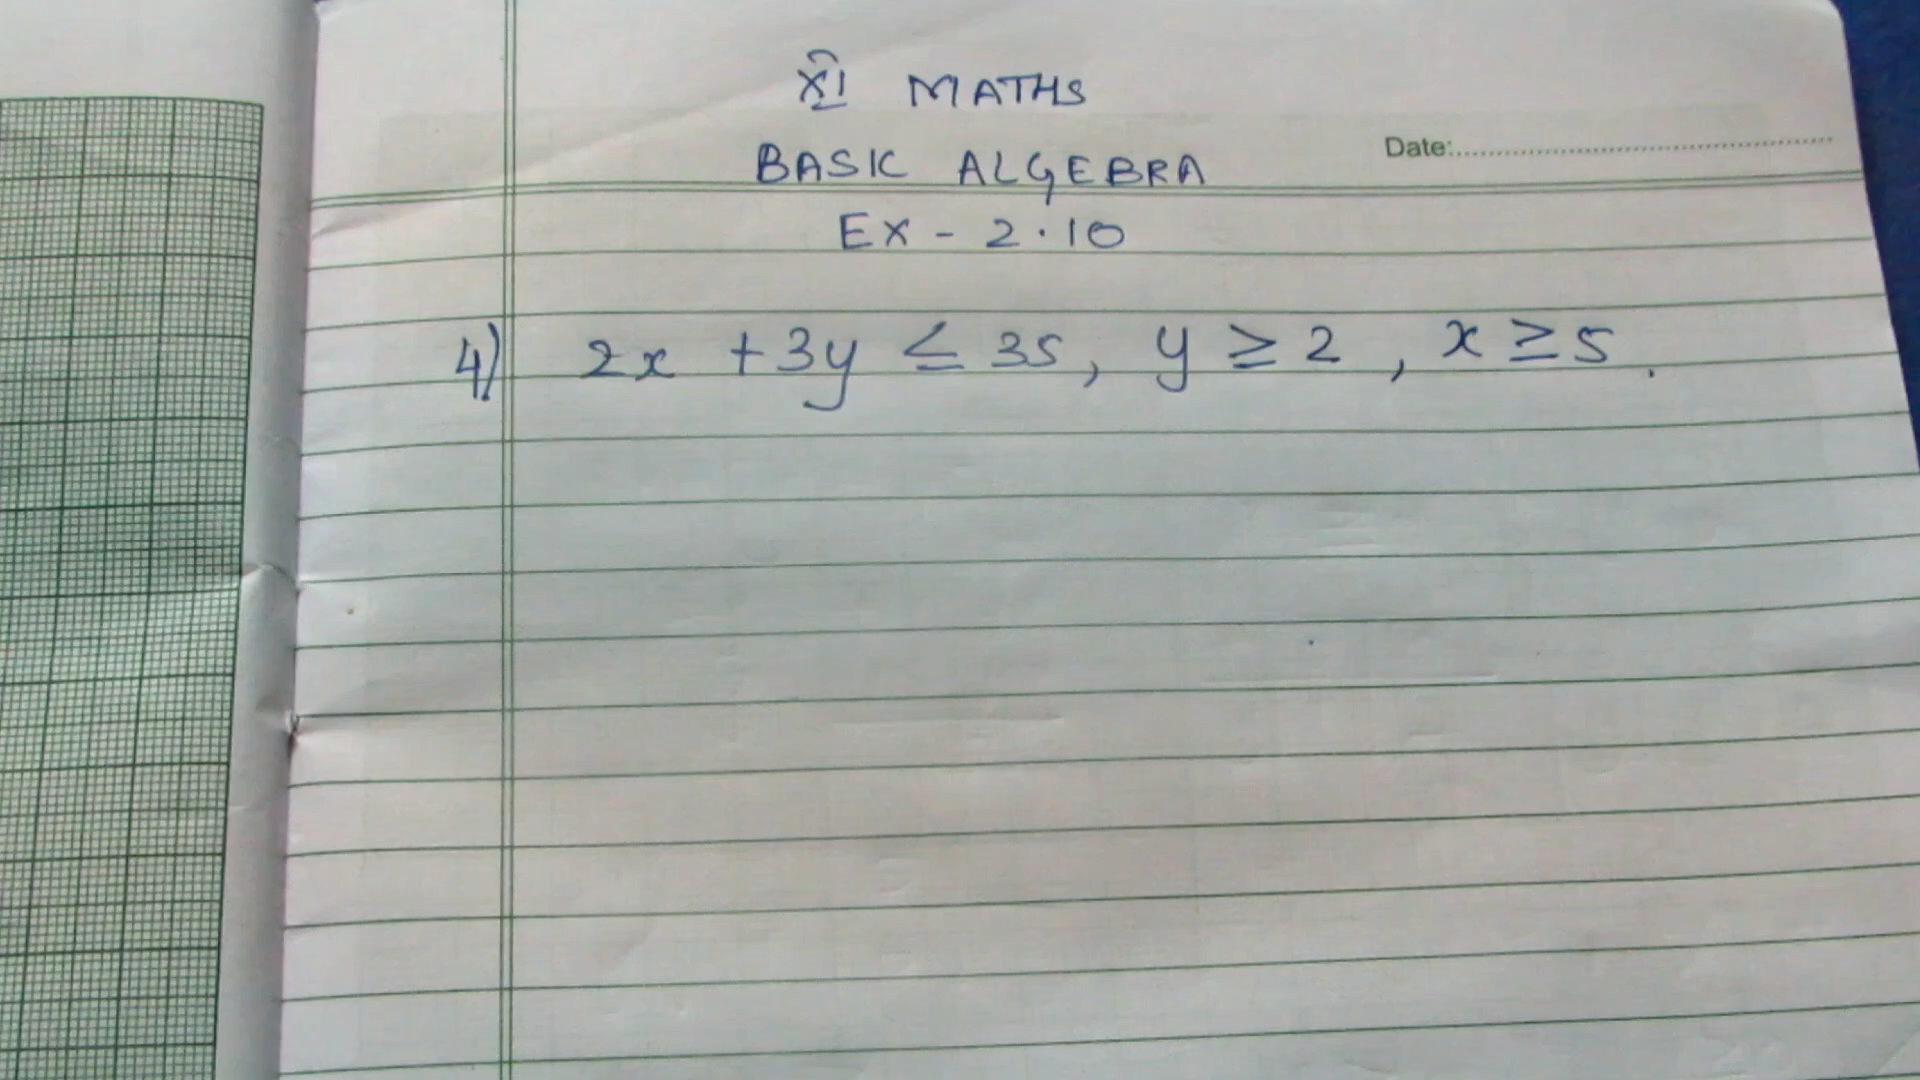 XI MATHS
Date:
BASIC ALGEBRA
EX - 2.10
4) 2x + 3y ≤ 35, y ≥ 2, x ≥ 5.